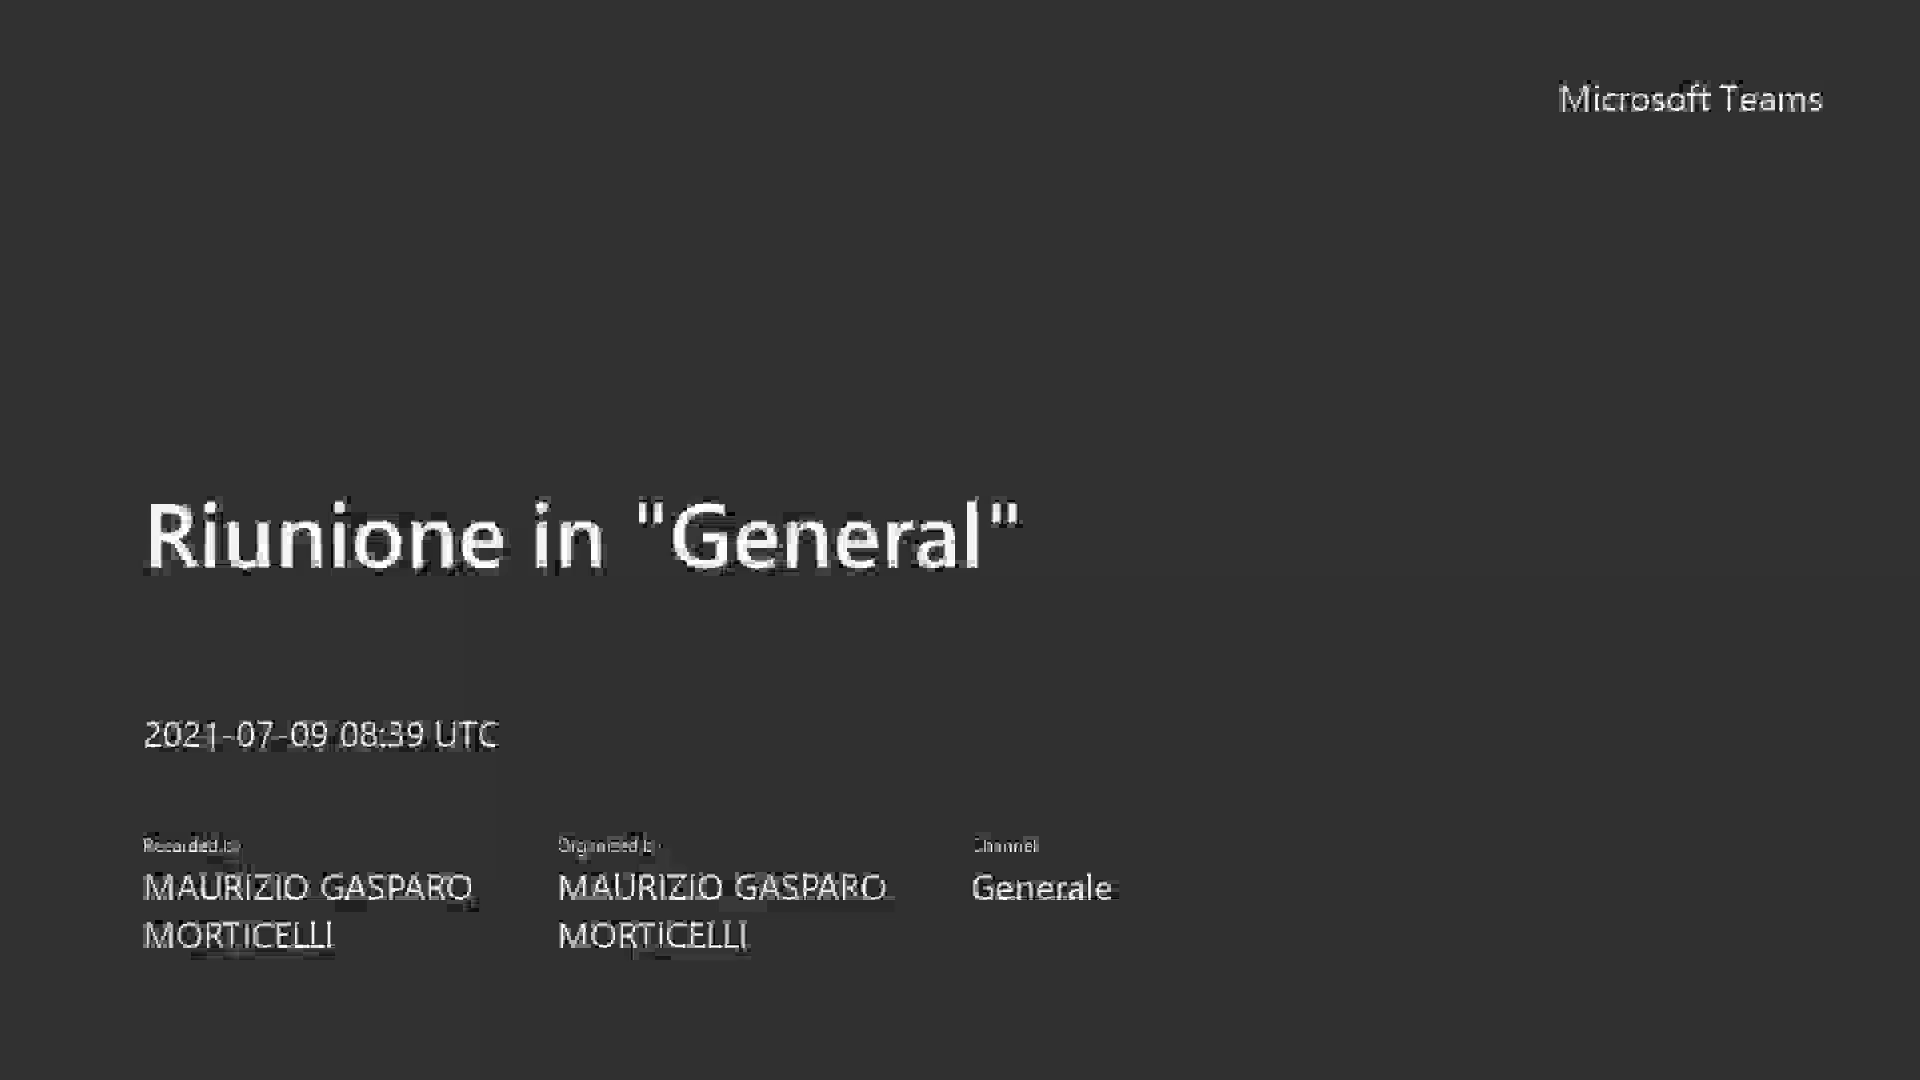 Microsoft Teams
Riunione in "General"
2021-07-09 08:39 UTC
Recorded by
Organized by
Channel
MAURIZIO GASPARO
MORTICELLI
MAURIZIO GASPARO
MORTICELLI
Generale